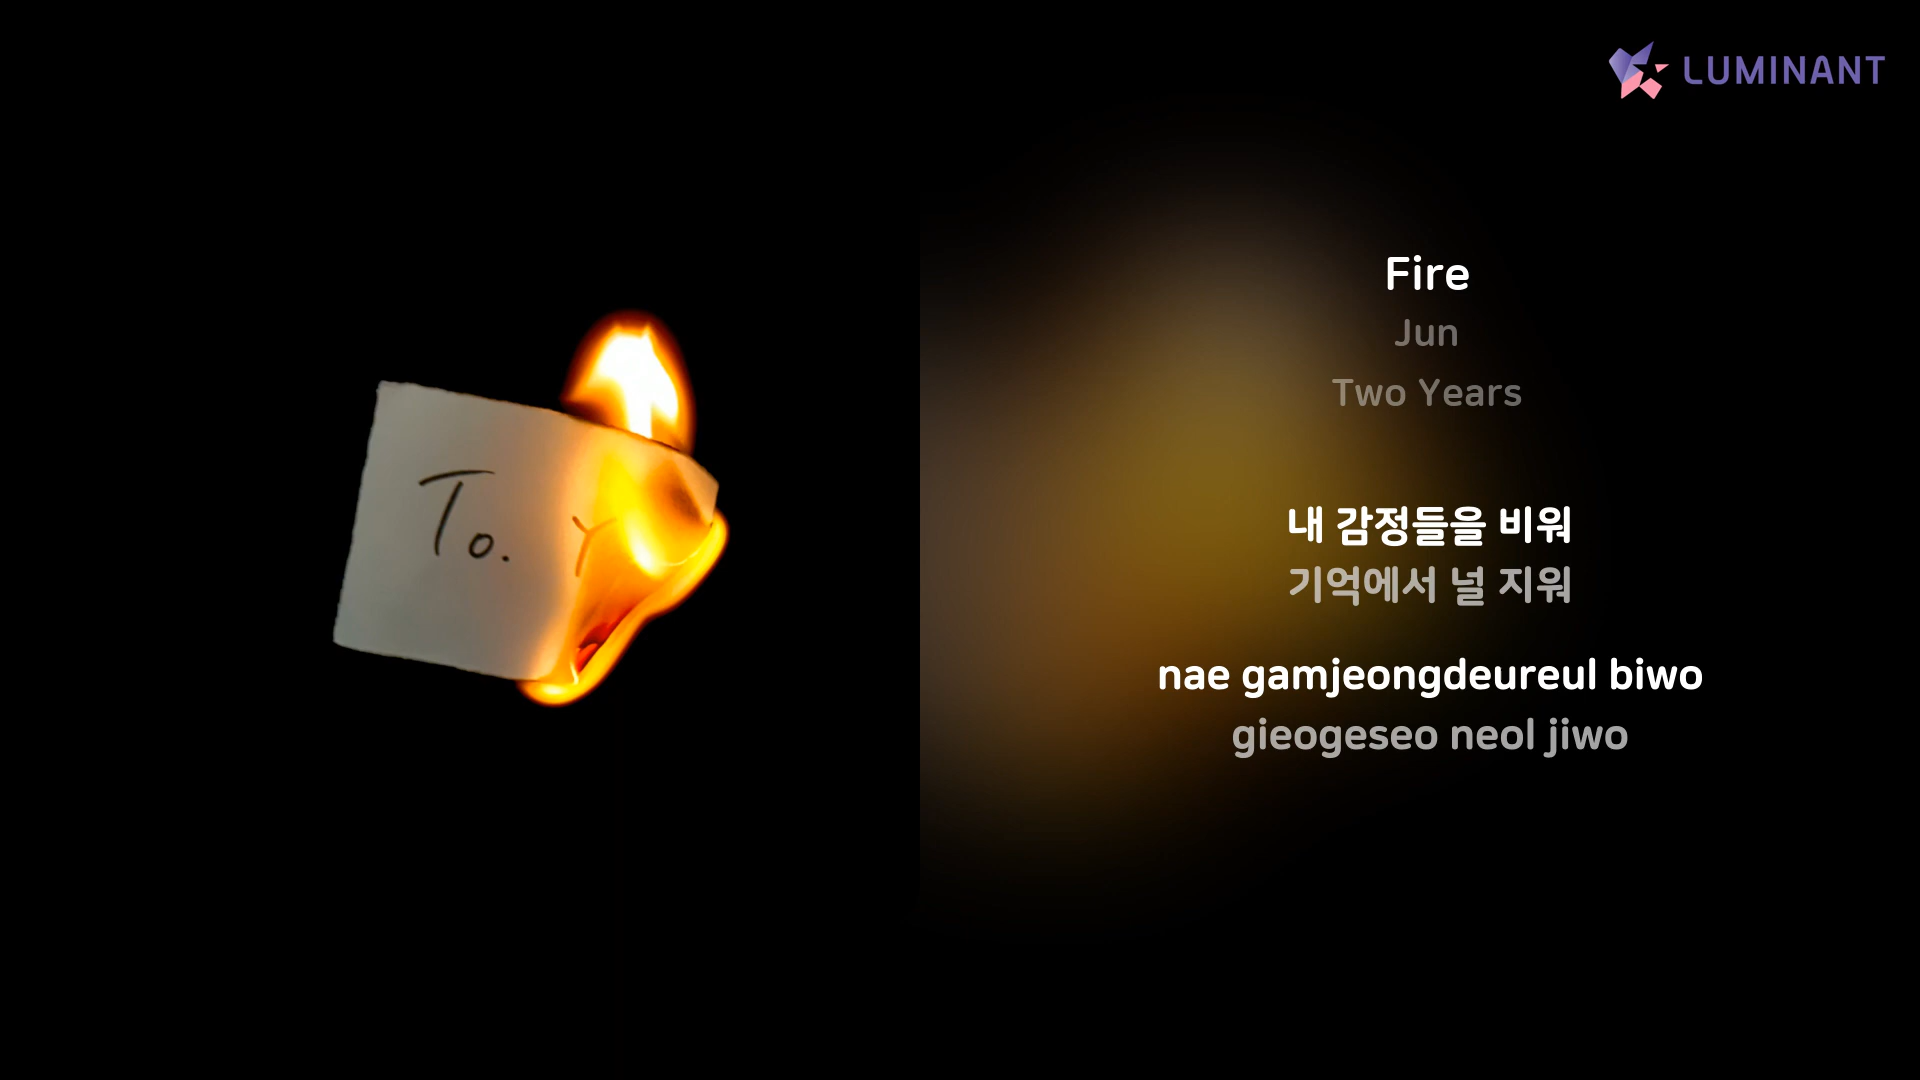 LUMINANT
Fire
Jun
Two Years
To. Y
내 감정들을 비워
기억에서 널 지워
nae gamjeongdeureul biwo
gieogeseo neol jiwo